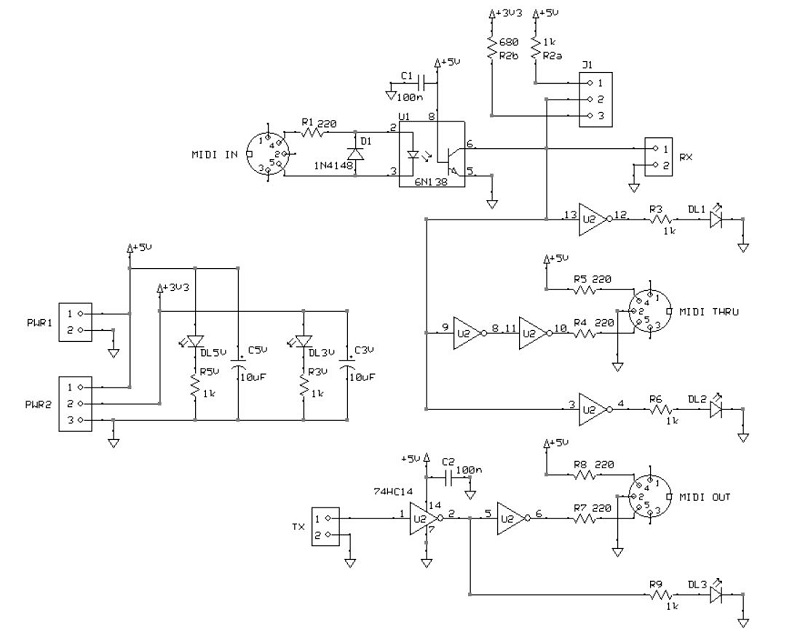 +3V3 +5V
680 1k
R2b R2a
J1
1
2
3
+5V
C1
100n
U1
8
R1 220
2
6
D1
1N4148
3
5
6N138
MIDI IN
1
4
2
5
3
1
2
RX
13 U2 12
R3
1k
DL1
+5V
R5 220
4
1
2
5
3
MIDI THRU
9 U2 8 11 U2 10
R4 220
3 U2 4
R6
1k
DL2
+5V
+3V3
PWR1
1
2
DL5V
C5V
R5V
10uF
1k
DL3V
C3V
R3V
10uF
1k
PWR2
1
2
3
+5V
C2
100n
74HC14
14
1 U2 2
7
TX
1
2
5 U2 6
+5V
R8 220
R7 220
4
1
2
5
3
MIDI OUT
R9
1k
DL3